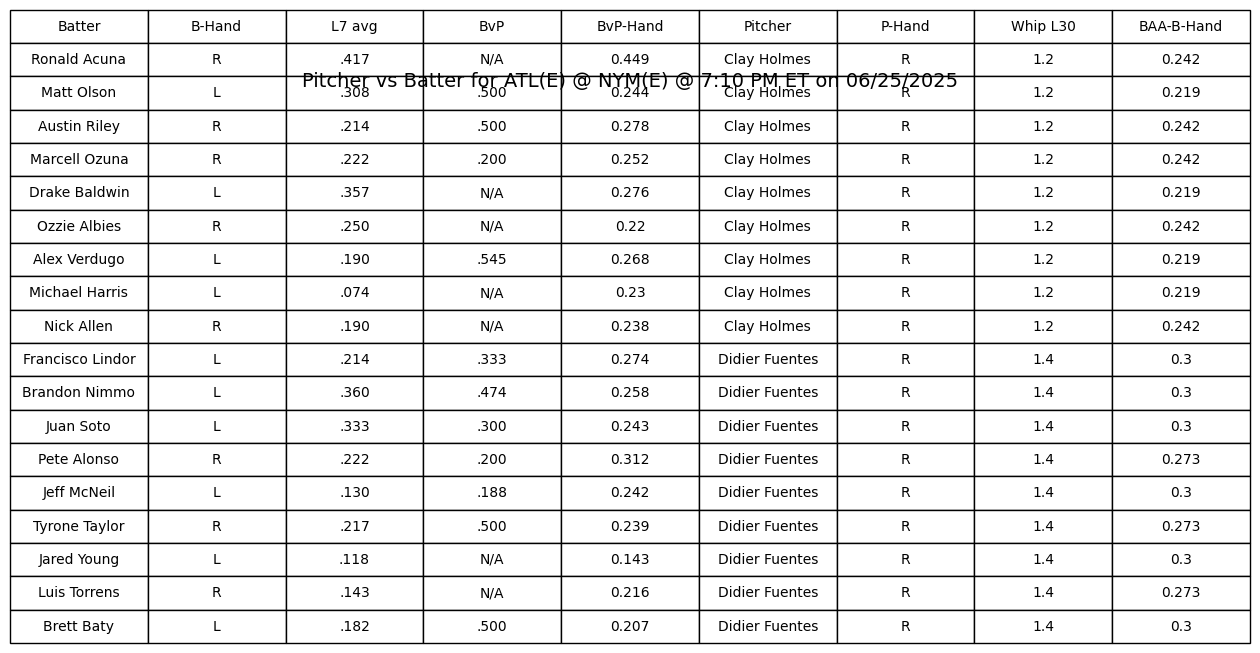 Batter B-Hand L7 avg BvP BvP-Hand Pitcher P-Hand Whip L30 BAA-B-Hand
Ronald Acuna R .417 N/A 0.449 Clay Holmes R 1.2 0.242
Pitcher vs Batter for ATL(E) @ NYM(E) @ 7:10 PM ET on 06/25/2025
Matt Olson L .308 .500 0.244 Clay Holmes R 1.2 0.219
Austin Riley R .214 .500 0.278 Clay Holmes R 1.2 0.242
Marcell Ozuna R .222 .200 0.252 Clay Holmes R 1.2 0.242
Drake Baldwin L .357 N/A 0.276 Clay Holmes R 1.2 0.219
Ozzie Albies R .250 N/A 0.22 Clay Holmes R 1.2 0.242
Alex Verdugo L .190 .545 0.268 Clay Holmes R 1.2 0.219
Michael Harris L .074 N/A 0.23 Clay Holmes R 1.2 0.219
Nick Allen R .190 N/A 0.238 Clay Holmes R 1.2 0.242
Francisco Lindor L .214 .333 0.274 Didier Fuentes R 1.4 0.3
Brandon Nimmo L .360 .474 0.258 Didier Fuentes R 1.4 0.3
Juan Soto L .333 .300 0.243 Didier Fuentes R 1.4 0.3
Pete Alonso R .222 .200 0.312 Didier Fuentes R 1.4 0.273
Jeff McNeil L .130 .188 0.242 Didier Fuentes R 1.4 0.3
Tyrone Taylor R .217 .500 0.239 Didier Fuentes R 1.4 0.273
Jared Young L .118 N/A 0.143 Didier Fuentes R 1.4 0.3
Luis Torrens R .143 N/A 0.216 Didier Fuentes R 1.4 0.273
Brett Baty L .182 .500 0.207 Didier Fuentes R 1.4 0.3